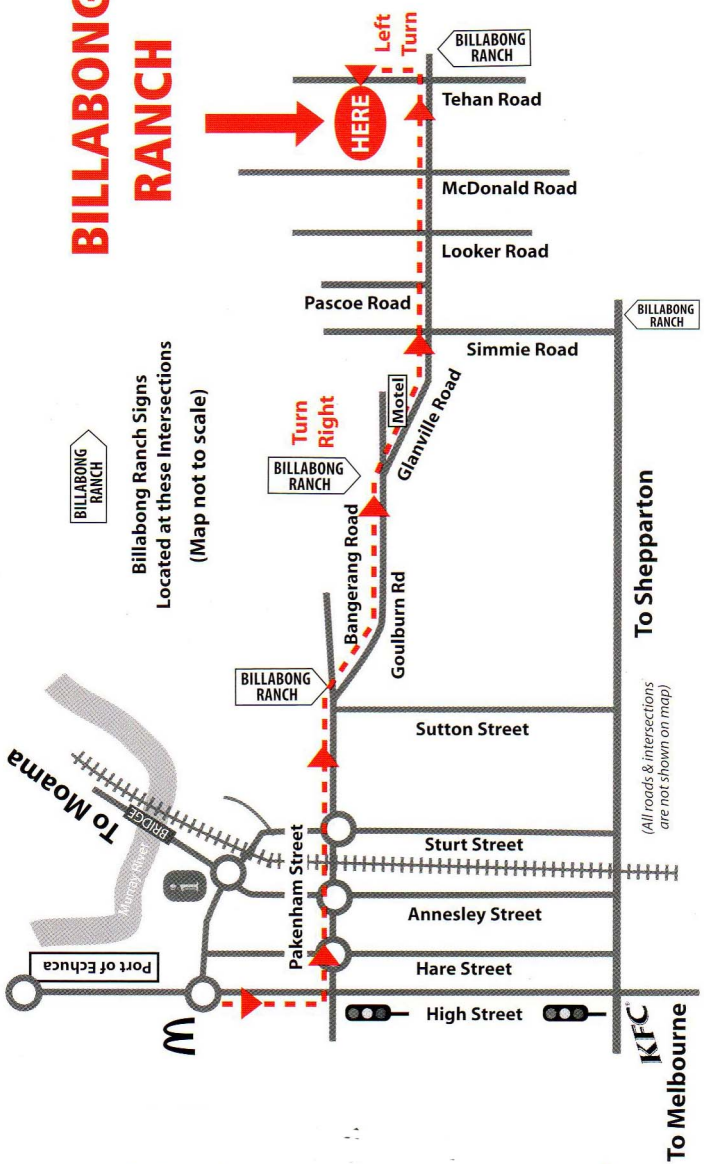 BILLABONG
RANCH
HERE
Left
Turn
BILLABONG
RANCH
Tehan Road
McDonald Road
Looker Road
Pascoe Road
Simmie Road
BILLABONG
RANCH
BILLABONG
RANCH
Billabong Ranch Signs
Located at these Intersections
(Map not to scale)
Turn
Right
BILLABONG
RANCH
Motel
Glanville Road
Bangerang Road
Goulburn Rd
BILLABONG
RANCH
To Shepparton
(All roads & intersections
are not shown on map)
Sutton Street
To Moama
BRIDGE
Murray River
i
Port of Echuca
Pakenham Street
Sturt Street
Annesley Street
Hare Street
High Street
M
KFC
To Melbourne